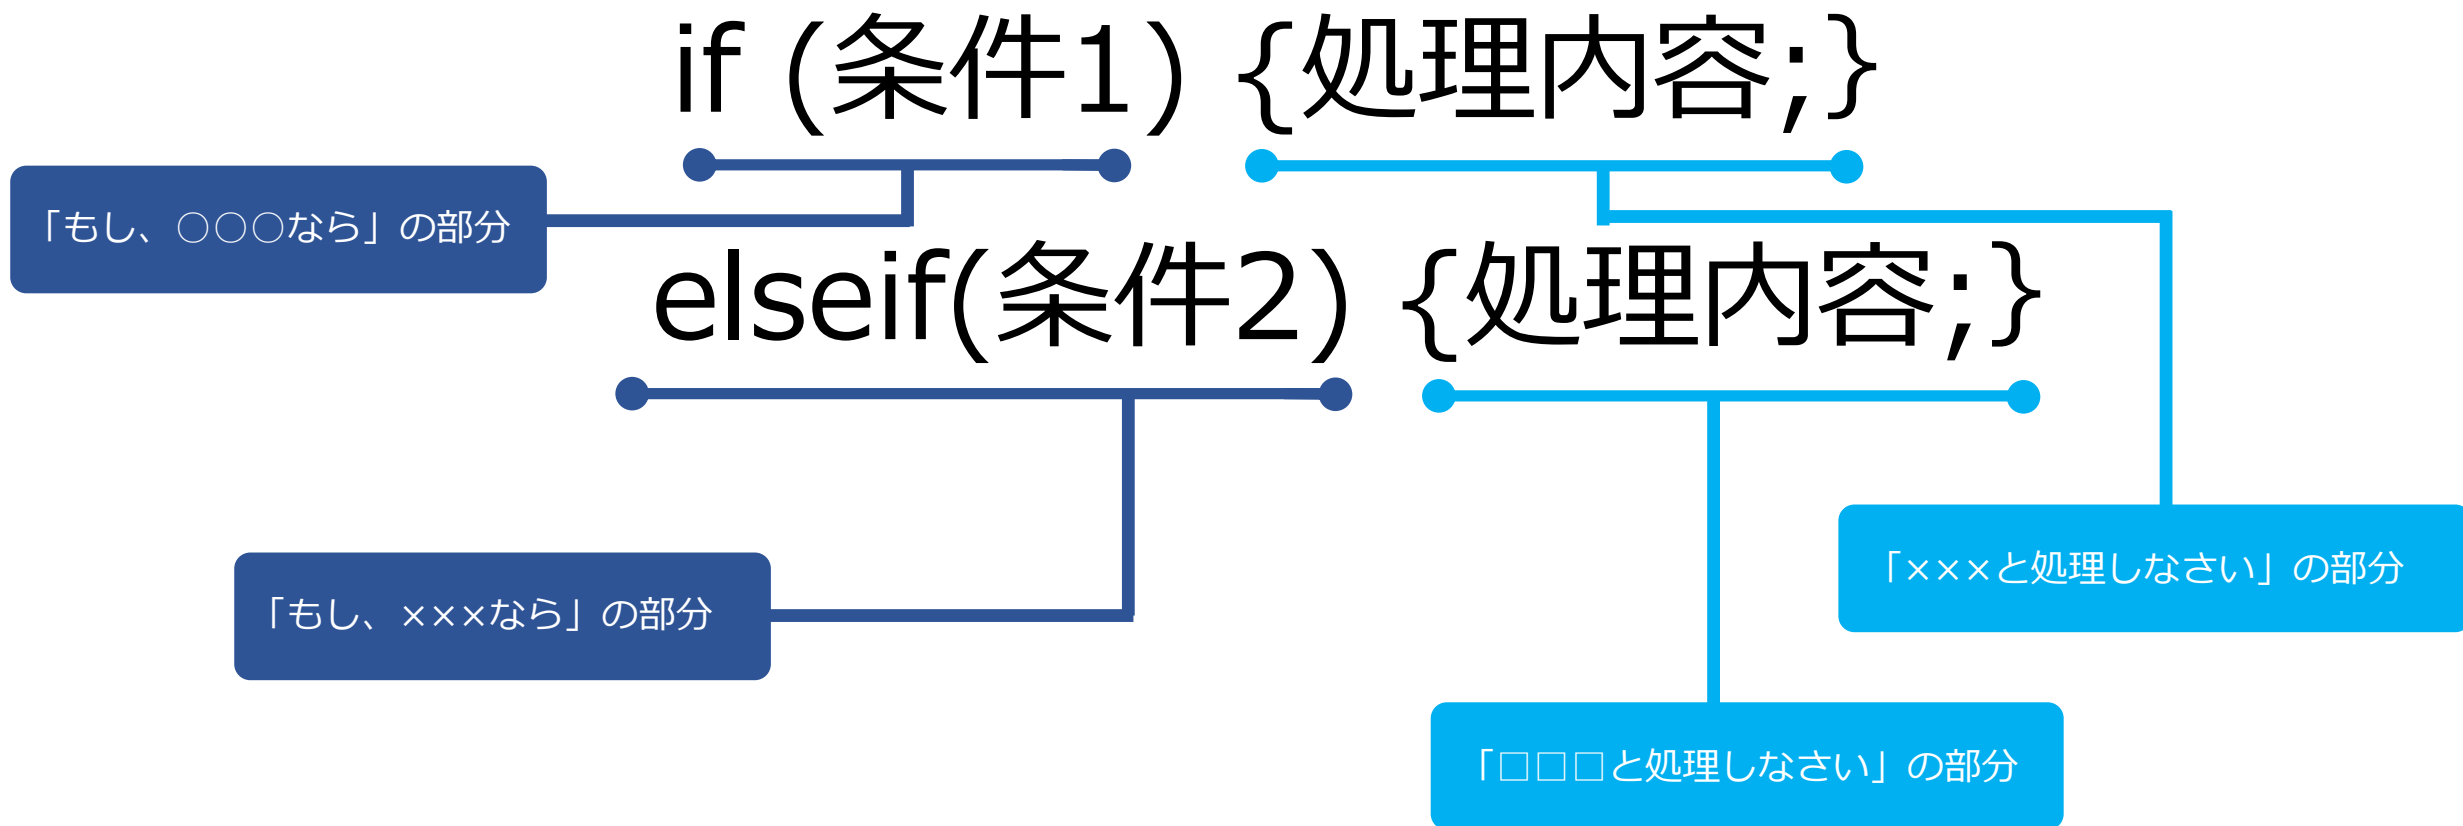 if (条件1) {処理内容;}
「もし、○○○なら」の部分
elseif(条件2) {処理内容;}
「×××と処理しなさい」の部分
「もし、×××なら」の部分
「□□□と処理しなさい」の部分